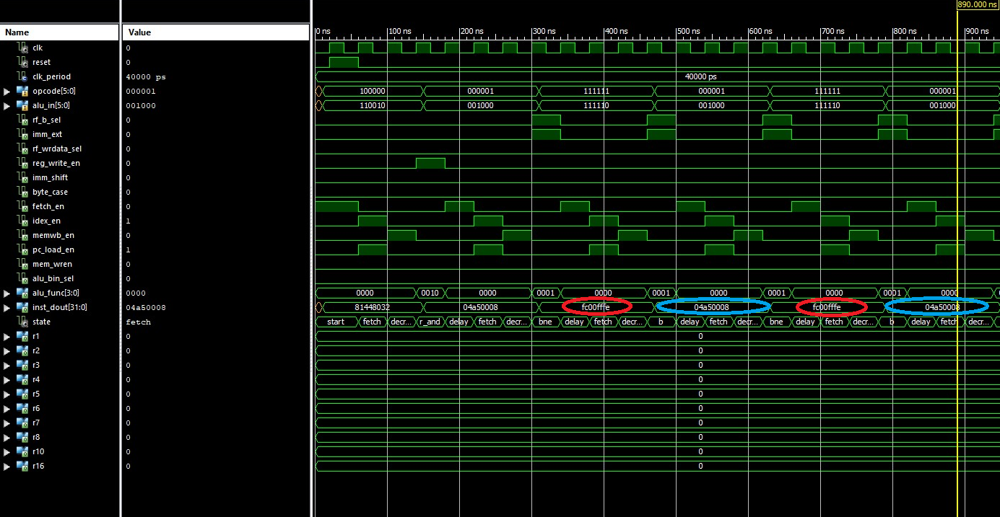 890.000 ns
Name Value 0 ns 100 ns 200 ns 300 ns 400 ns 500 ns 600 ns 700 ns 800 ns 900 ns
clk 0
reset 0
clk_period 40000 ps 40000 ps
opcode[5:0] 000001 100000 000001 111111 000001 111111 000001
alu_in[5:0] 001000 110010 001000 111110 001000 111110 001000
rf_b_sel 0
imm_ext 0
rf_wrdata_sel 0
reg_write_en 0
imm_shift 0
byte_case 0
fetch_en 0
idex_en 1
memwb_en 0
pc_load_en 1
mem_wren 0
alu_bin_sel 0
alu_func[3:0] 0000 0000 0010 0000 0001 0000 0001 0000 0001 0000 0001 0000
inst_dout[31:0] 04a50008 81448032 04a50008 fc00fffe 04a50008 fc00fffe 04a50008
state fetch start fetch decr... r_and delay fetch decr... bne delay fetch decr... b delay fetch decr... bne delay fetch decr... b delay fetch decr...
r1 0 0
r2 0
r3 0 0
r4 0
r5 0 0
r6 0
r7 0 0
r8 0
r10 0 0
r16 0